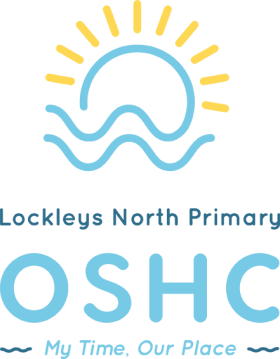 Lockleys North Primary
OSHC
My Time, Our Place